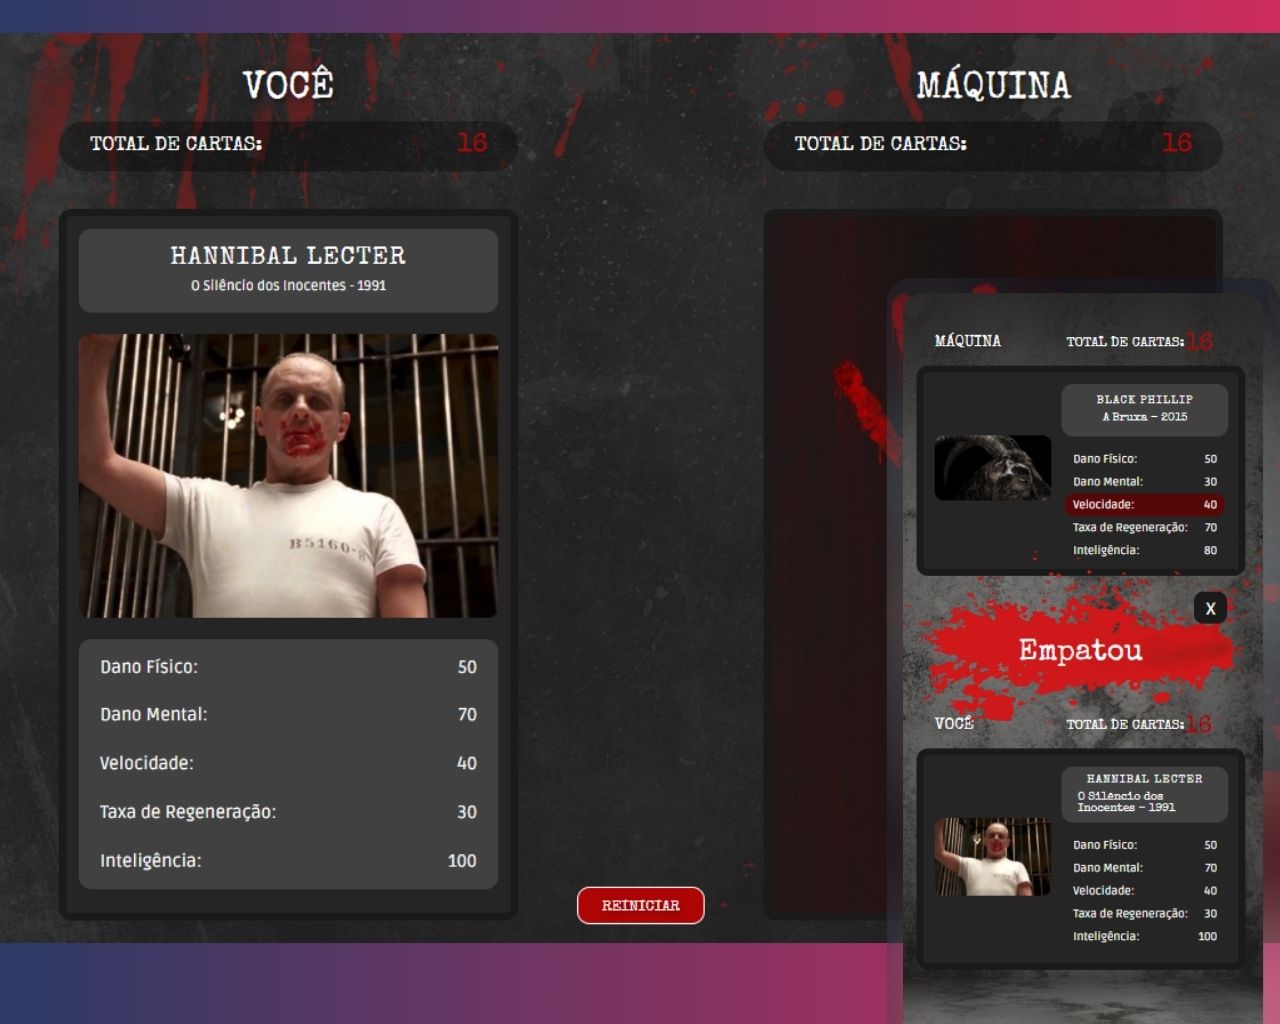 VOCÊ
TOTAL DE CARTAS: 16
HANNIBAL LECTER
O Silêncio dos Inocentes - 1991
Dano Físico: 50
Dano Mental: 70
Velocidade: 40
Taxa de Regeneração: 30
Inteligência: 100
REINICIAR
MÁQUINA
TOTAL DE CARTAS: 16
MÁQUINA TOTAL DE CARTAS: 16
BLACK PHILLIP
A Bruxa - 2015
Dano Físico: 50
Dano Mental: 30
Velocidade: 40
Taxa de Regeneração: 70
Inteligência: 80
X
Empatou
VOCÊ TOTAL DE CARTAS: 16
HANNIBAL LECTER
O Silêncio dos
Inocentes - 1991
Dano Físico: 50
Dano Mental: 70
Velocidade: 40
Taxa de Regeneração: 30
Inteligência: 100